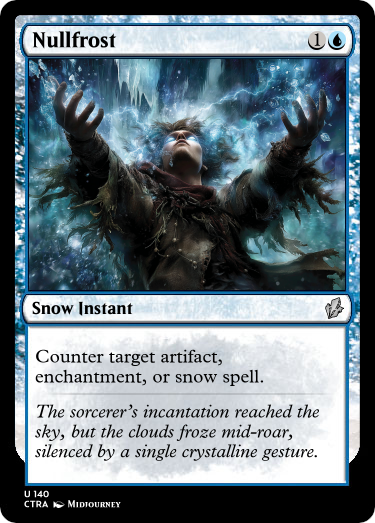 Nullfrost 1
Snow Instant
Counter target artifact,
enchantment, or snow spell.
The sorcerer's incantation reached the
sky, but the clouds froze mid-roar,
silenced by a single crystalline gesture.
U 140
CTRA Midjourney